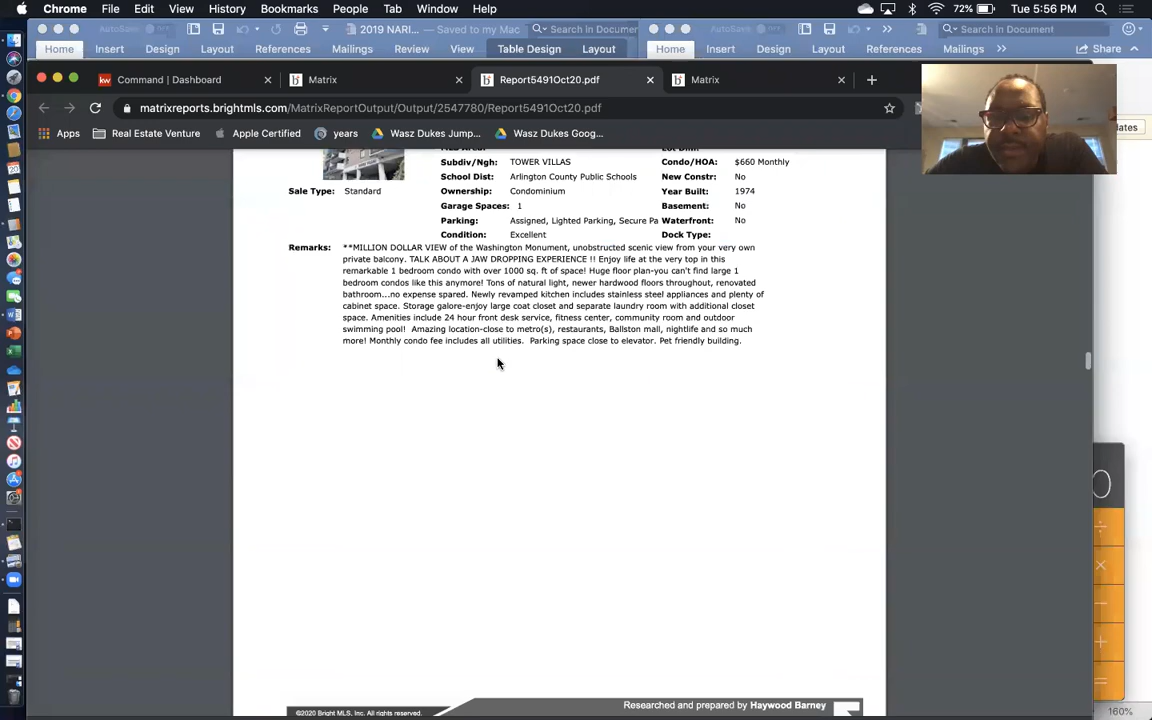 Chrome File Edit View History Bookmarks People Tab Window Help 72% Tue 5:56 PM
AutoSave 2019 NARI... — Saved to my Mac Search in Document AutoSave Search in Document
Home Insert Design Layout References Mailings Review View Table Design Layout Home Insert Design Layout References Mailings Share
Command | Dashboard Matrix Report5491Oct20.pdf Matrix
matrixreports.brightmls.com/MatrixReportOutput/Output/2547780/Report5491Oct20.pdf
Apps Real Estate Venture Apple Certified years Wasz Dukes Jump... Wasz Dukes Goog...
Subdiv/Ngh: TOWER VILLAS Condo/HOA: $660 Monthly
School Dist: Arlington County Public Schools New Constr: No
Sale Type: Standard Ownership: Condominium Year Built: 1974
Garage Spaces: 1 Basement: No
Parking: Assigned, Lighted Parking, Secure Pa Waterfront: No
Condition: Excellent Dock Type:
Remarks: **MILLION DOLLAR VIEW of the Washington Monument, unobstructed scenic view from your very own
private balcony. TALK ABOUT A JAW DROPPING EXPERIENCE !! Enjoy life at the very top in this
remarkable 1 bedroom condo with over 1000 sq. ft of space! Huge floor plan-you can't find large 1
bedroom condos like this anymore! Tons of natural light, newer hardwood floors throughout, renovated
bathroom...no expense spared. Newly revamped kitchen includes stainless steel appliances and plenty of
cabinet space. Storage galore-enjoy large coat closet and separate laundry room with additional closet
space. Amenities include 24 hour front desk service, fitness center, community room and outdoor
swimming pool! Amazing location-close to metro(s), restaurants, Ballston mall, nightlife and so much
more! Monthly condo fee includes all utilities. Parking space close to elevator. Pet friendly building.
Researched and prepared by Haywood Barney
©2020 Bright MLS, Inc. All rights reserved.
160%